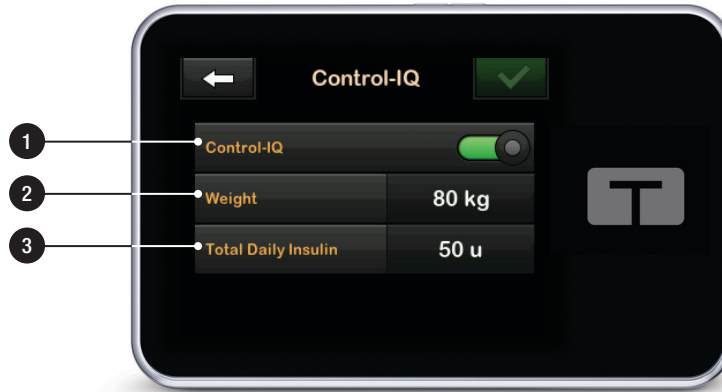 Control-IQ
1
Control-IQ
2
Weight
80 kg
3
Total Daily Insulin
50 u